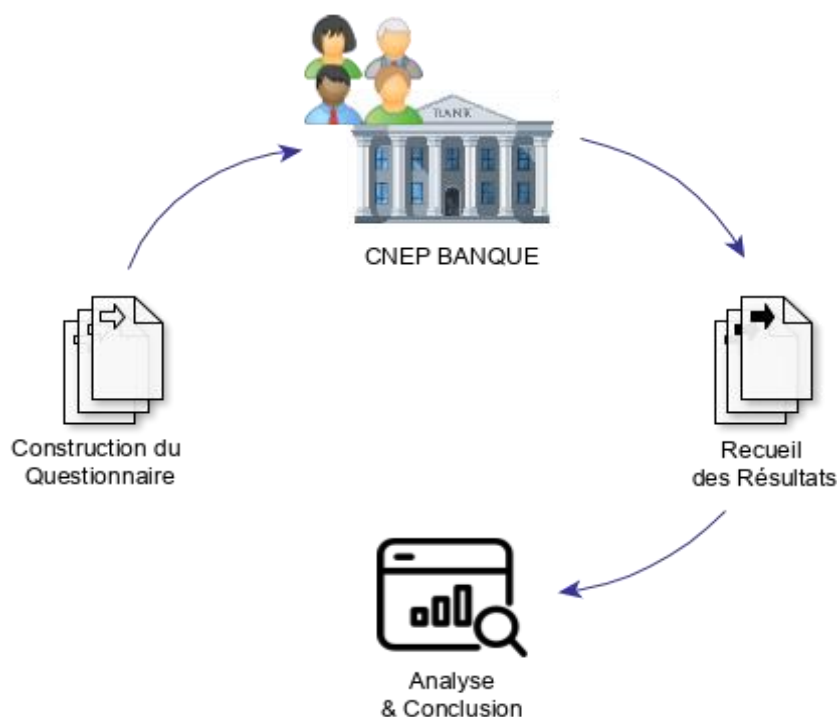 BANK
CNEP BANQUE
Construction du
Questionnaire
Recueil
des Résultats
Analyse
& Conclusion